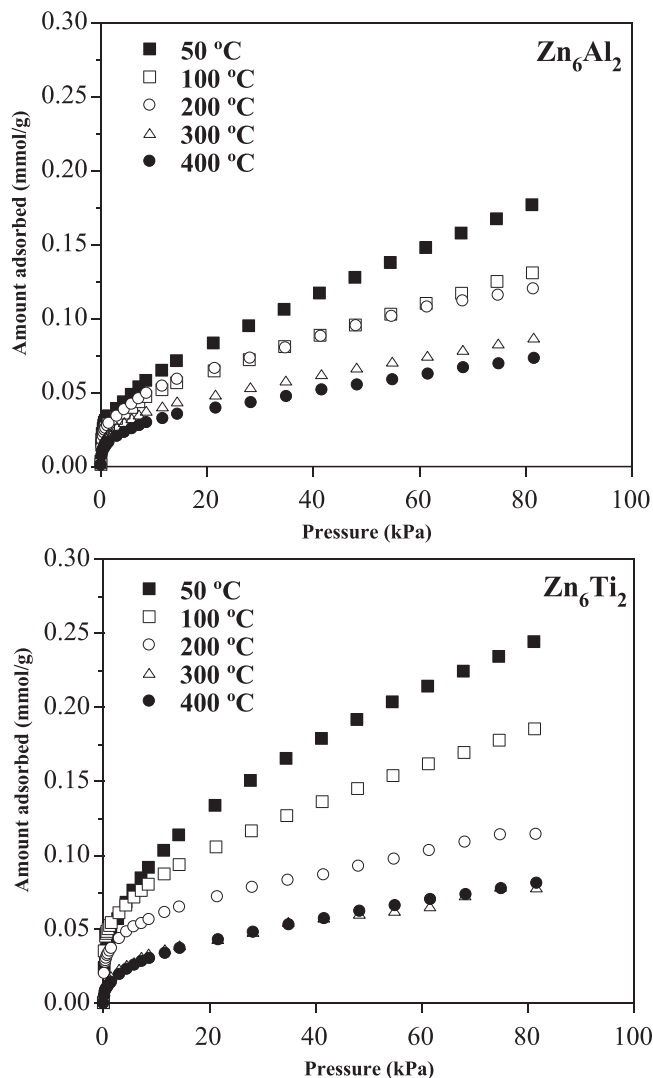 0.30
Zn₆Al₂
50 ºC
100 ºC
200 ºC
300 ºC
400 ºC
0.25
0.20
0.15
0.10
0.05
0.00
Amount adsorbed (mmol/g)
0 20 40 60 80 100
Pressure (kPa)
0.30
Zn₆Ti₂
50 ºC
100 ºC
200 ºC
300 ºC
400 ºC
0.25
0.20
0.15
0.10
0.05
0.00
Amount adsorbed (mmol/g)
0 20 40 60 80 100
Pressure (kPa)